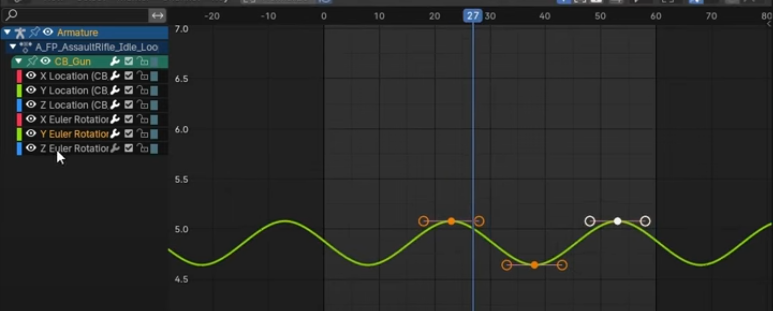 -20 -10 0 10 20 27 30 40 50 60 70 80
Armature
A_FP_AssaultRifle_Idle_Loo
CB_Gun
X Location (CB
Y Location (CB
Z Location (CB
X Euler Rotation
Y Euler Rotation
Z Euler Rotation
7.0
6.5
6.0
5.5
5.0
4.5